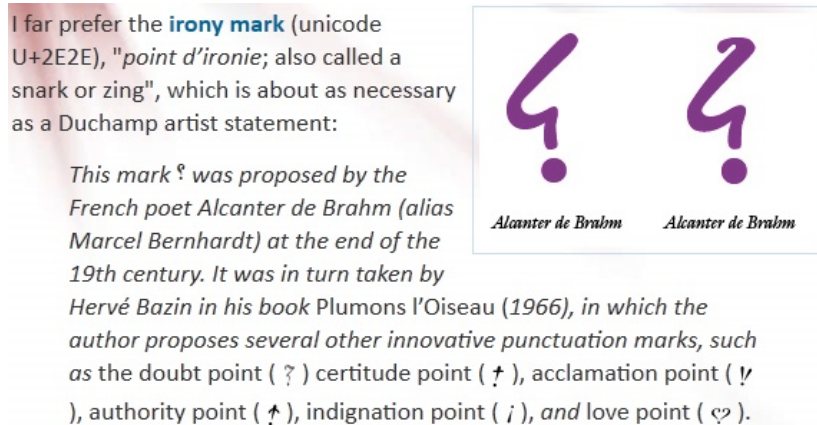 I far prefer the irony mark (unicode
U+2E2E), "point d'ironie; also called a
snark or zing", which is about as necessary
as a Duchamp artist statement:
⸮
⸮
Alcanter de Brahm
Alcanter de Brahm
This mark ⸮ was proposed by the
French poet Alcanter de Brahm (alias
Marcel Bernhardt) at the end of the
19th century. It was in turn taken by
Hervé Bazin in his book Plumons l'Oiseau (1966), in which the
author proposes several other innovative punctuation marks, such
as the doubt point ( ) certitude point ( ), acclamation point (
), authority point ( ), indignation point ( ), and love point ( ).